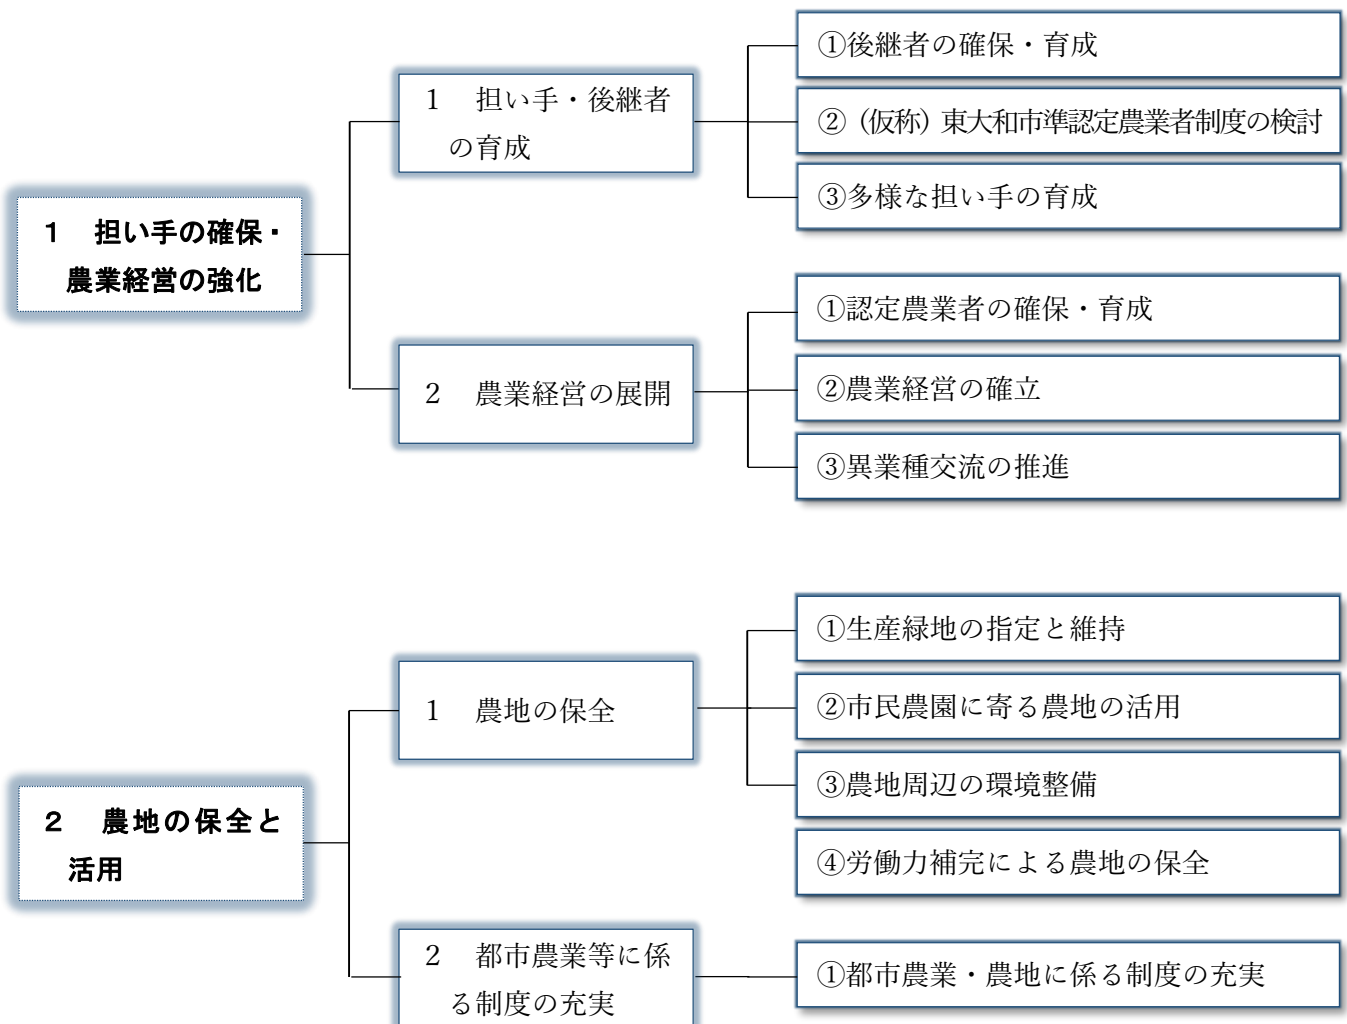 1 担い手の確保・
農業経営の強化
1 担い手・後継者
の育成
①後継者の確保・育成
②（仮称）東大和市準認定農業者制度の検討
③多様な担い手の育成
2 農業経営の展開
①認定農業者の確保・育成
②農業経営の確立
③異業種交流の推進
2 農地の保全と
活用
1 農地の保全
①生産緑地の指定と維持
②市民農園に寄る農地の活用
③農地周辺の環境整備
④労働力補完による農地の保全
2 都市農業等に係
る制度の充実
①都市農業・農地に係る制度の充実